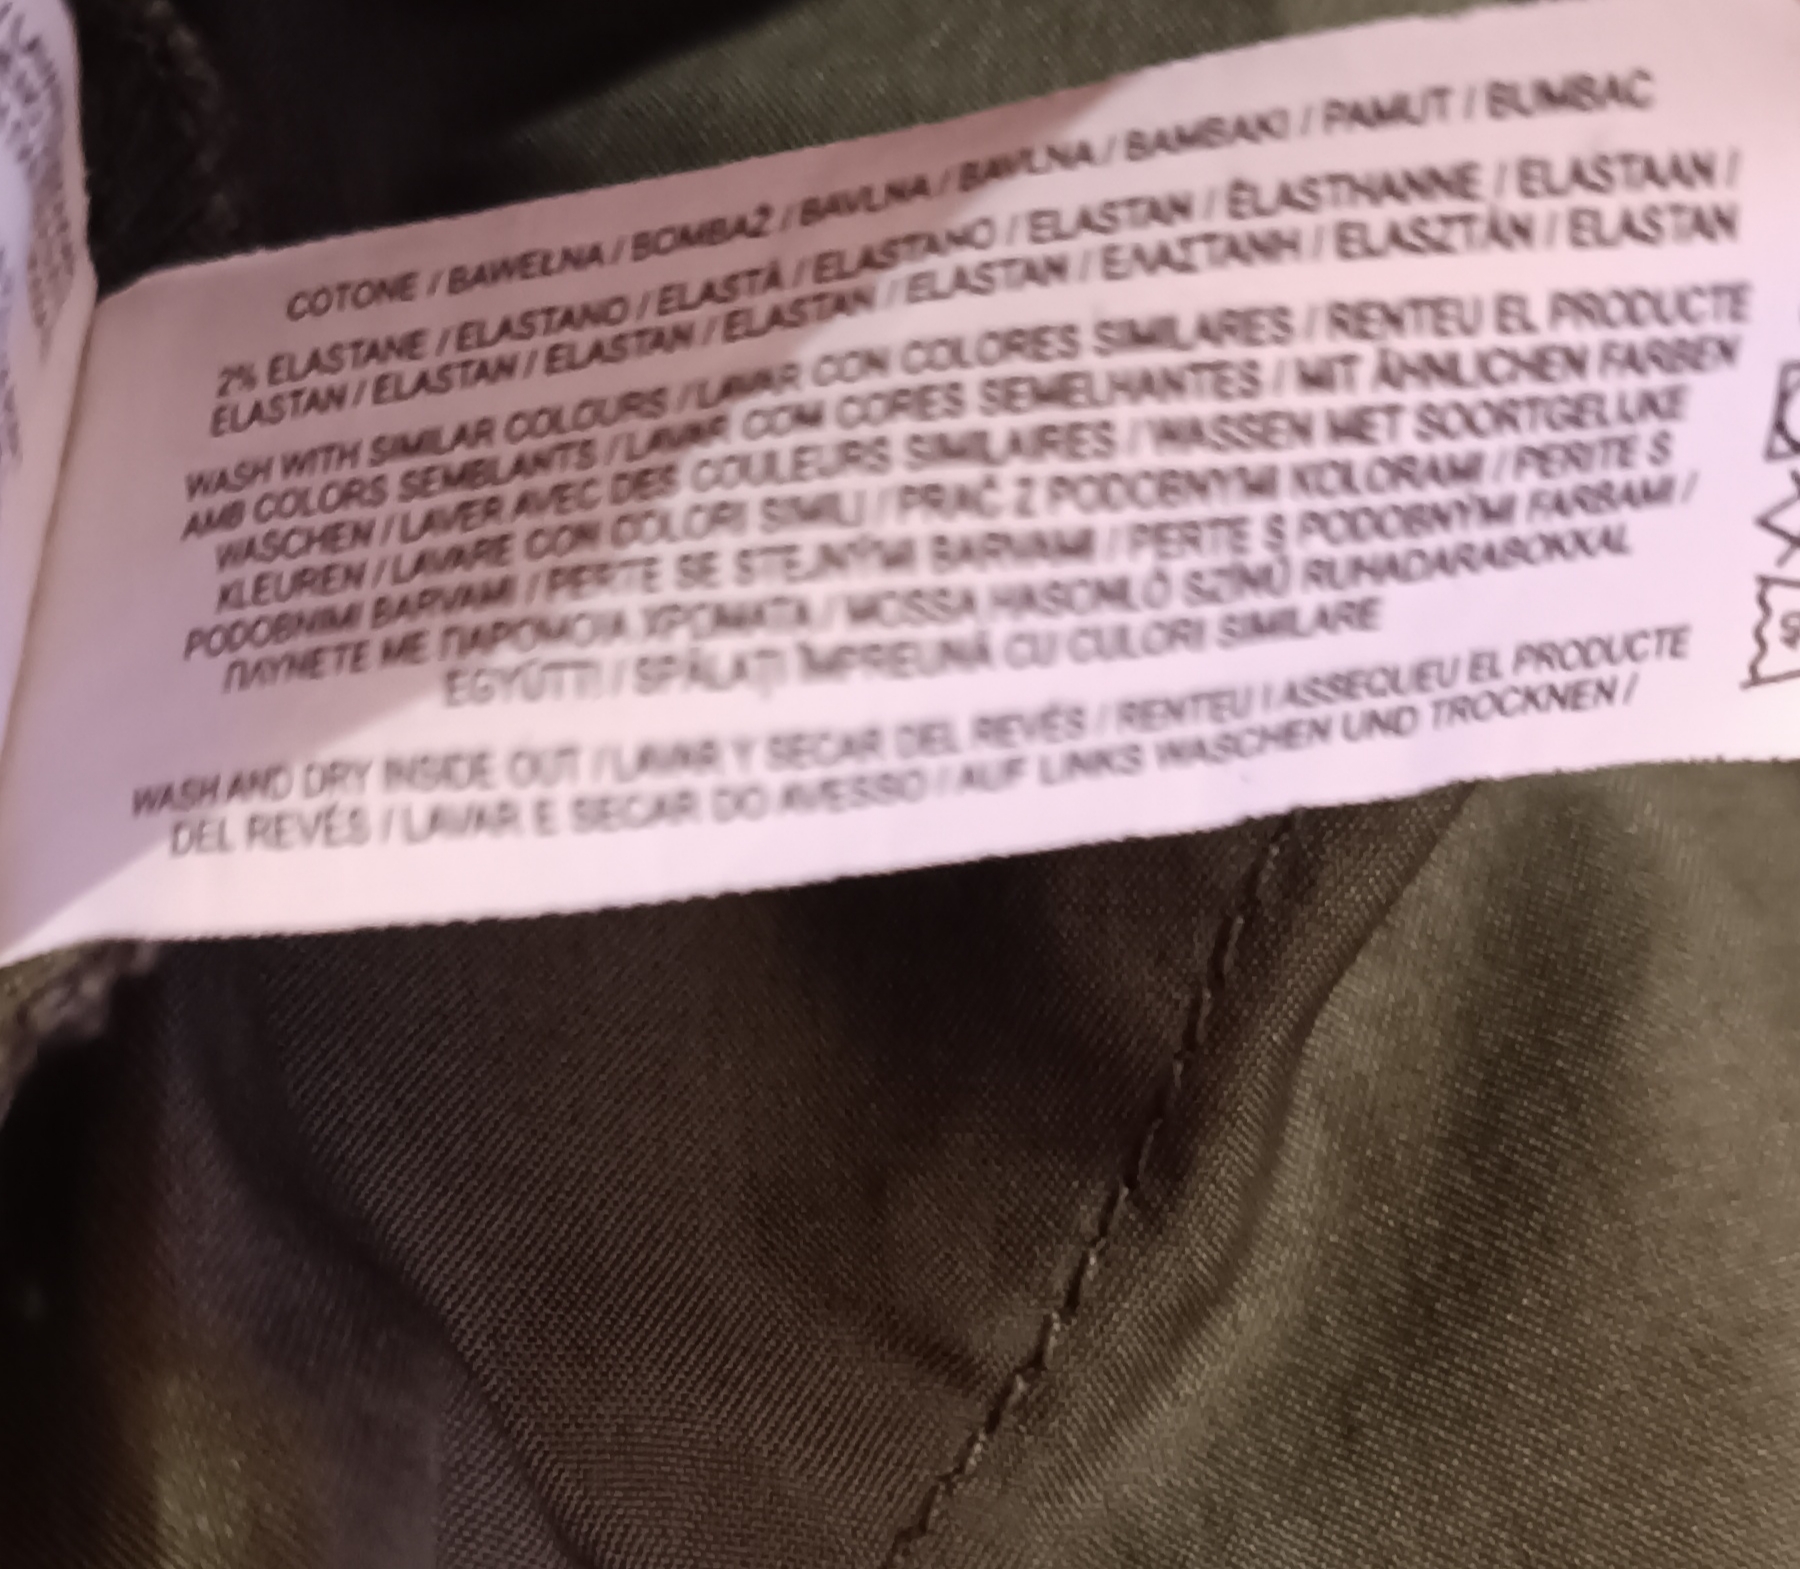 COTONE / BAWEŁNA / BOMBAŽ / BAVLNA / BAVLNA / BAMBAKI / PAMUT / BUMBAC
2% ELASTANE / ELASTANO / ELASTÀ / ELASTANO / ELASTAN / ÉLASTHANNE / ELASTAAN /
ELASTAN / ELASTAN / ELASTAN / ELASTAN / ELASTAN / ΕΛΑΣΤΑΝΗ / ELASZTÁN / ELASTAN
WASH WITH SIMILAR COLOURS / LAVAR CON COLORES SIMILARES / RENTEU EL PRODUCTE
AMB COLORS SEMBLANTS / LAVAR COM CORES SEMELHANTES / MIT ÄHNLICHEN FARBEN
WASCHEN / LAVER AVEC DES COULEURS SIMILAIRES / WASSEN MET SOORTGELIJKE
KLEUREN / LAVARE CON COLORI SIMILI / PRAĆ Z PODOBNYMI KOLORAMI / PERITE S
PODOBNIMI BARVAMI / PERTE SE STEJNÝMI BARVAMI / PERTE S PODOBNÝMI FARBAMI /
ΠΛΥΝΕΤΕ ΜΕ ΠΑΡΟΜΟΙΑ ΧΡΩΜΑΤΑ / MOSSA HASONLÓ SZÍNŰ RUHADARABOKKAL
EGYÜTT / SPĂLAȚI ÎMPREUNĂ CU CULORI SIMILARE
WASH AND DRY INSIDE OUT / LAVAR Y SECAR DEL REVÉS / RENTEU I ASSEQUEU EL PRODUCTE
DEL REVÉS / LAVAR E SECAR DO AVESSO / AUF LINKS WASCHEN UND TROCKNEN /